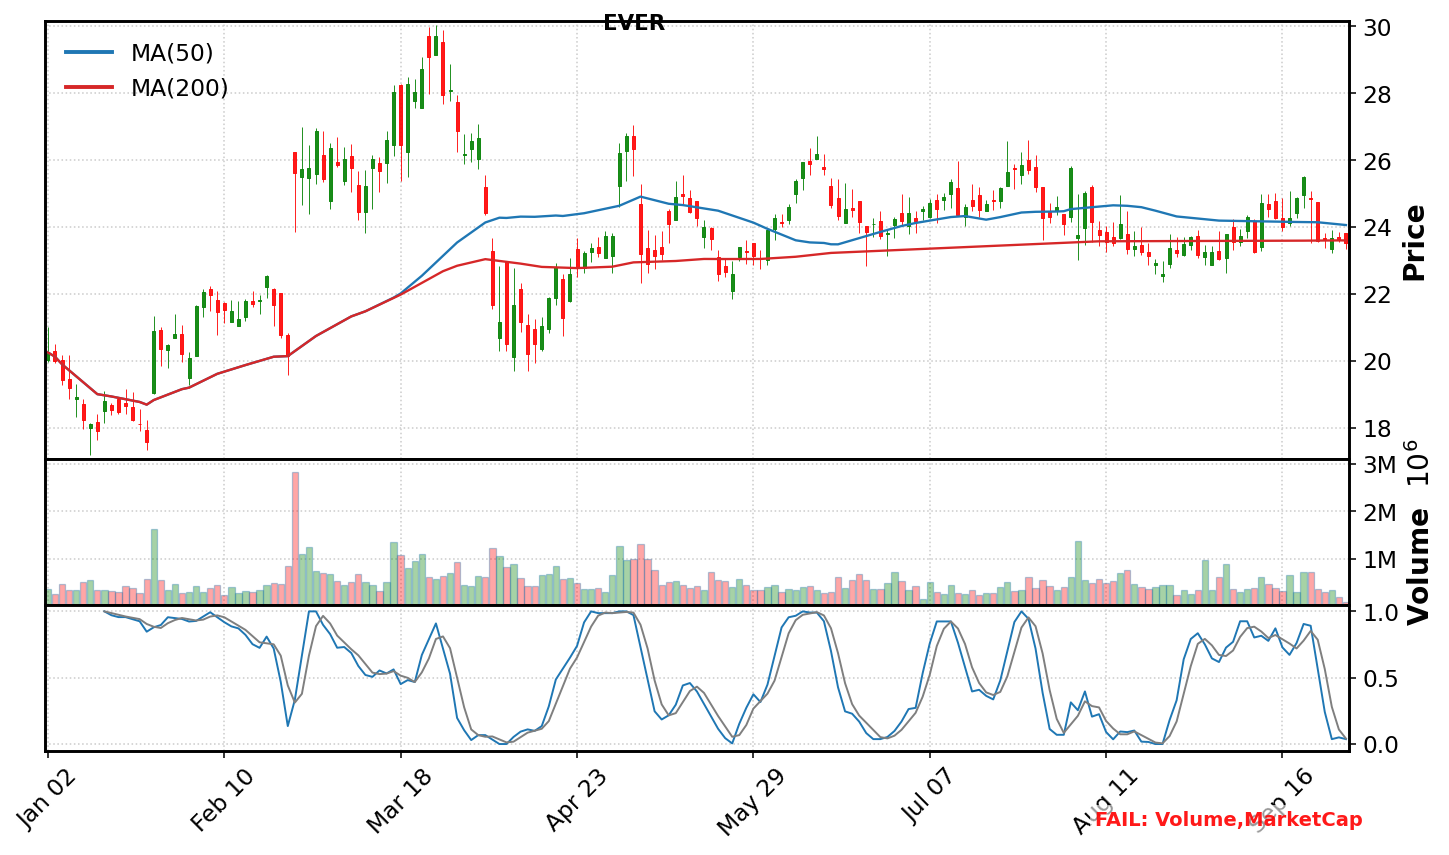 EVER
MA(50)
MA(200)
30
28
26
24
22
20
18
Price
3M
2M
1M
Volume 10⁶
1.0
0.5
0.0
Jan 02
Feb 10
Mar 18
Apr 23
May 29
Jul 07
Aug 11
Sep 16
FAIL: Volume,MarketCap